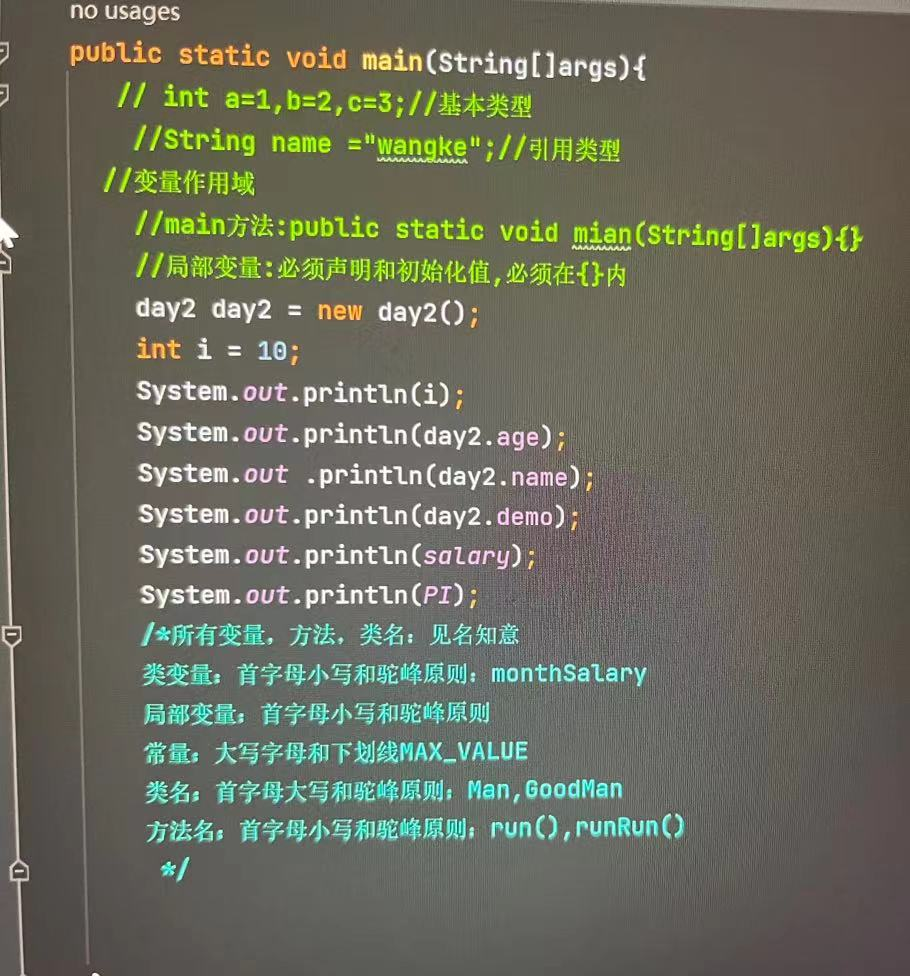 no usages
public static void main(String[]args){
// int a=1,b=2,c=3;//基本类型
//String name ="wangke";//引用类型
//变量作用域
//main方法:public static void mian(String[]args){}
//局部变量:必须声明和初始化值,必须在{}内
day2 day2 = new day2();
int i = 10;
System.out.println(i);
System.out.println(day2.age);
System.out .println(day2.name);
System.out.println(day2.demo);
System.out.println(salary);
System.out.println(PI);
/*所有变量，方法，类名：见名知意
类变量：首字母小写和驼峰原则：monthSalary
局部变量：首字母小写和驼峰原则
常量：大写字母和下划线MAX_VALUE
类名：首字母大写和驼峰原则：Man,GoodMan
方法名：首字母小写和驼峰原则：run(),runRun()
*/